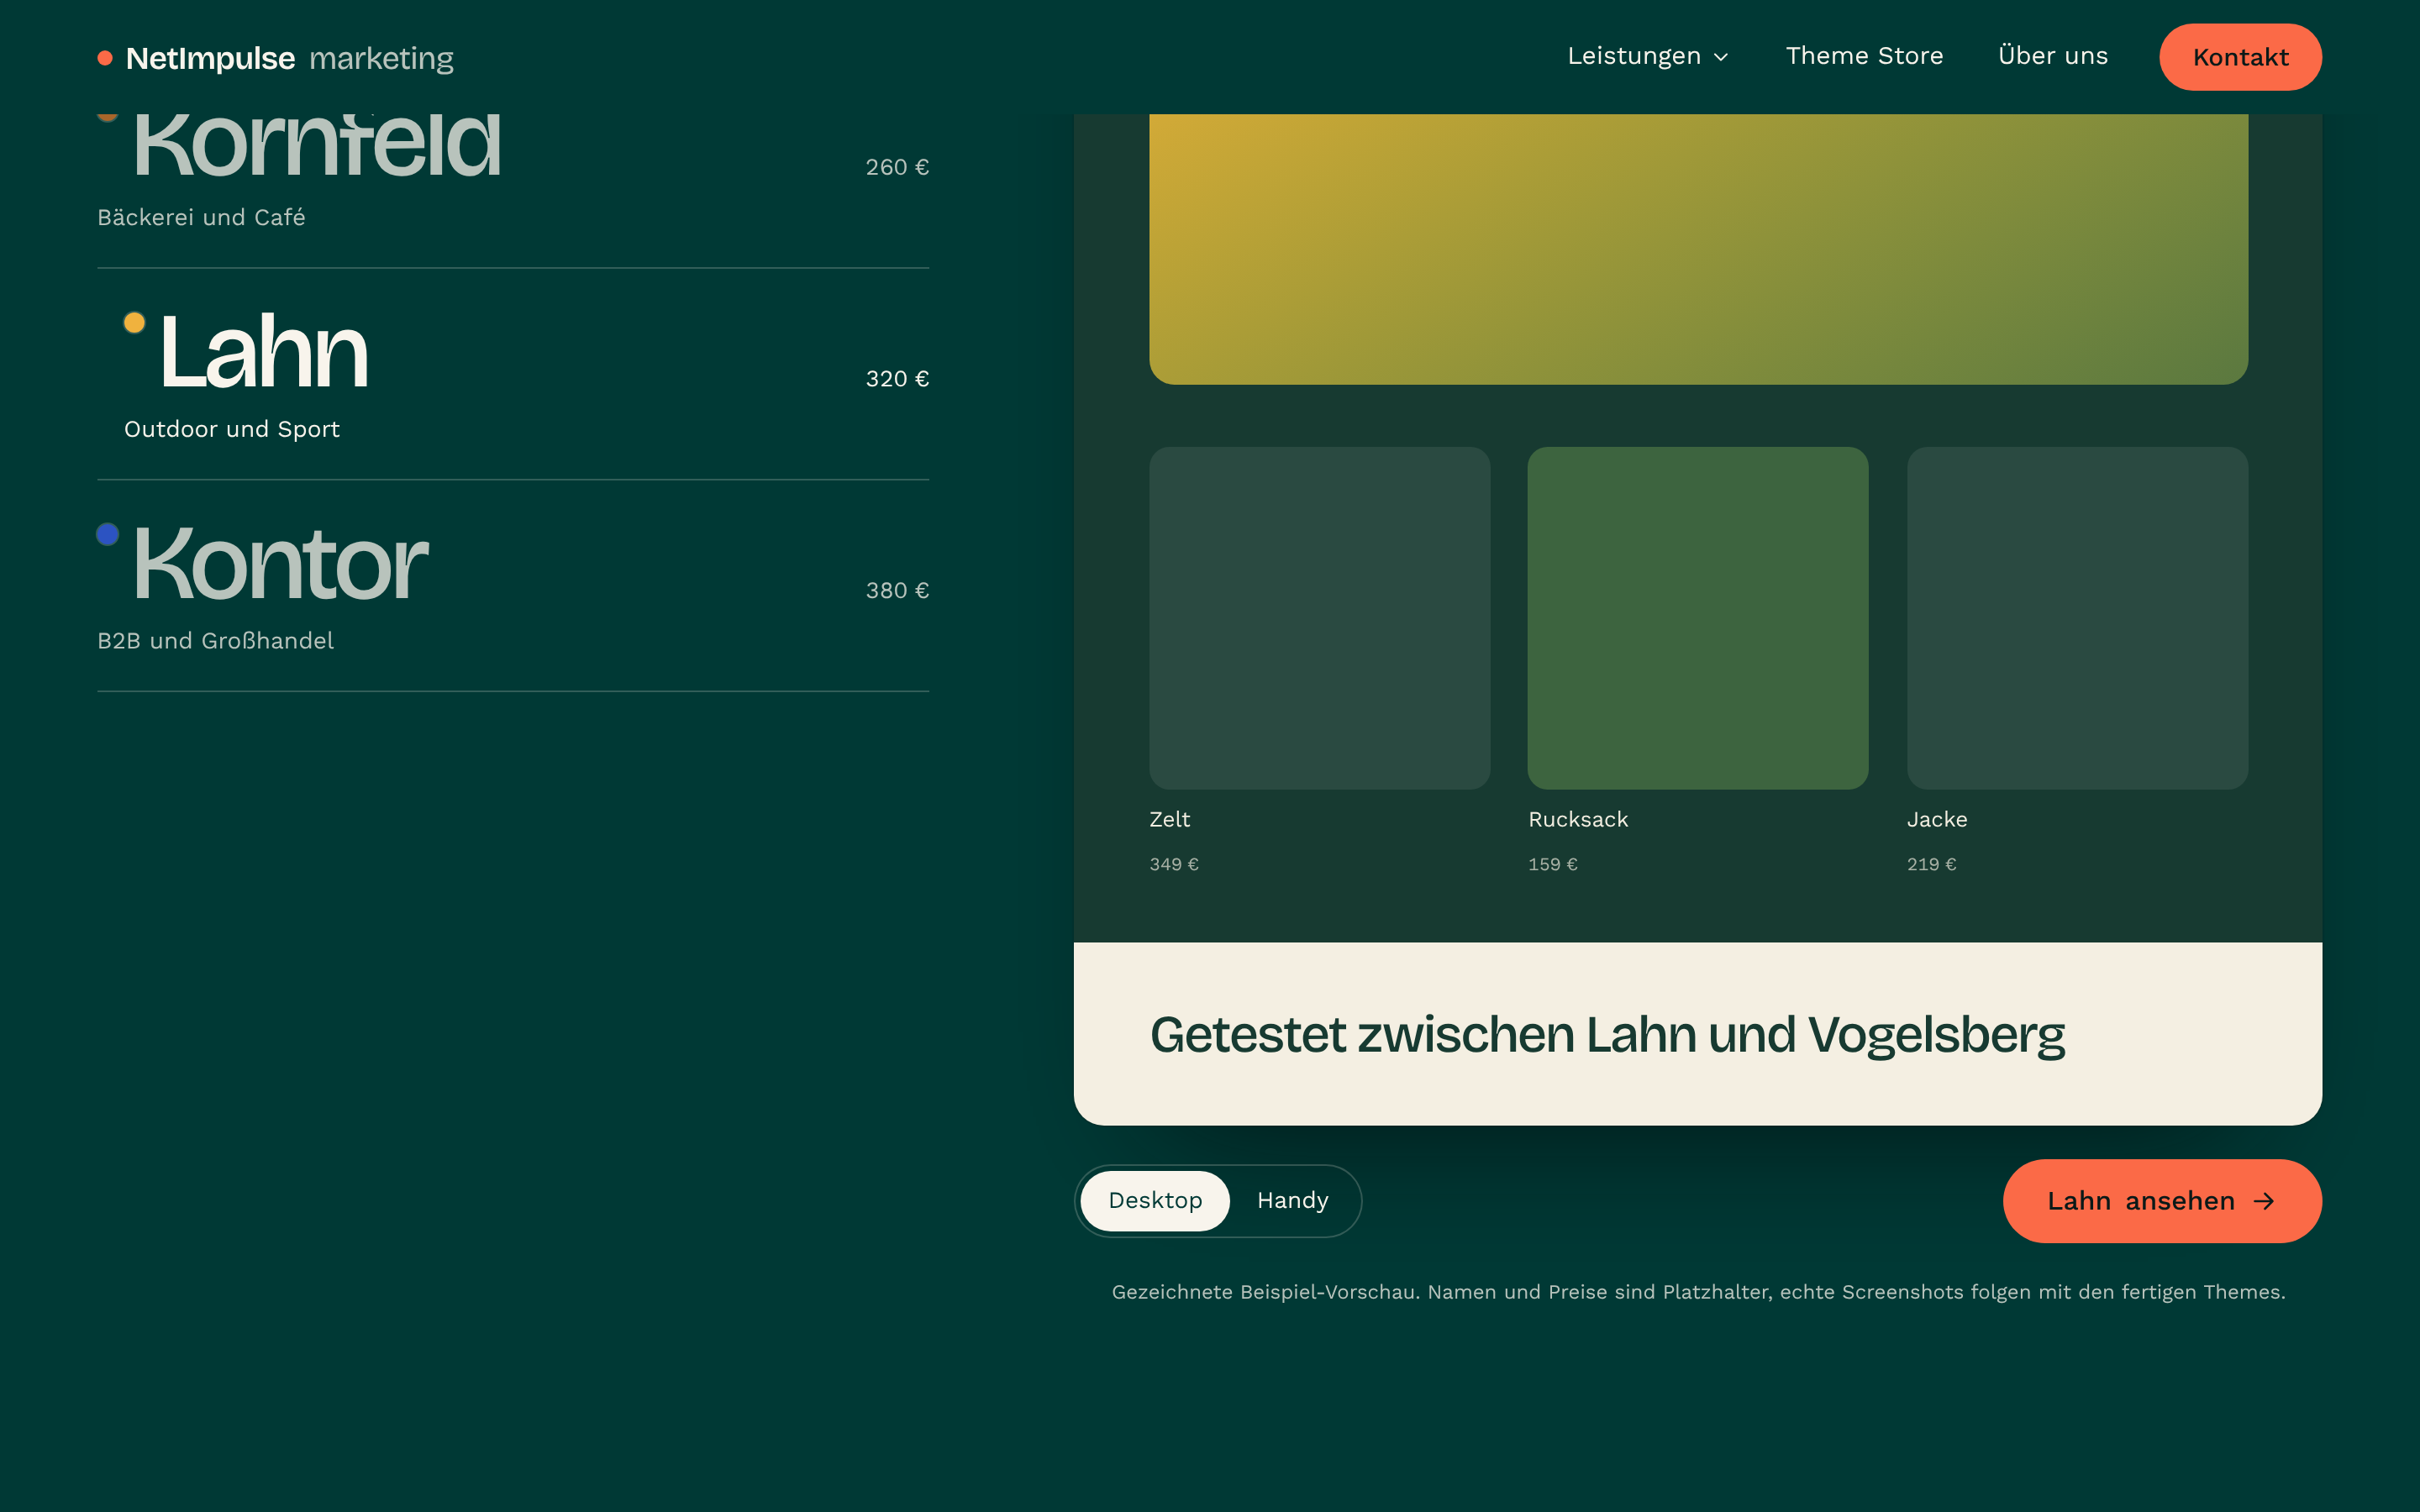 NetImpulse marketing
Leistungen
Theme Store
Über uns
Kontakt
Kornfeld
260 €
Bäckerei und Café
Lahn
320 €
Outdoor und Sport
Kontor
380 €
B2B und Großhandel
Zelt
349 €
Rucksack
159 €
Jacke
219 €
Getestet zwischen Lahn und Vogelsberg
Desktop
Handy
Lahn ansehen →
Gezeichnete Beispiel-Vorschau. Namen und Preise sind Platzhalter, echte Screenshots folgen mit den fertigen Themes.